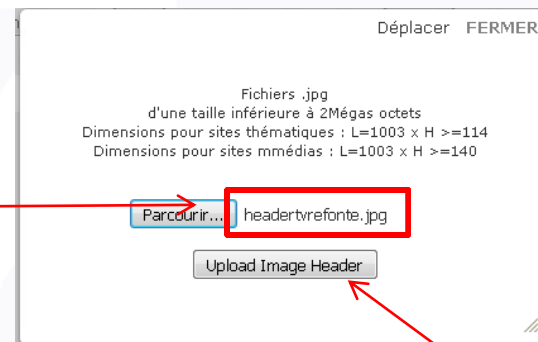 Déplacer FERMER
Fichiers .jpg
d'une taille inférieure à 2Mégas octets
Dimensions pour sites thématiques : L=1003 x H >=114
Dimensions pour sites mmédias : L=1003 x H >=140
Parcourir... headertvrefonte.jpg
Upload Image Header